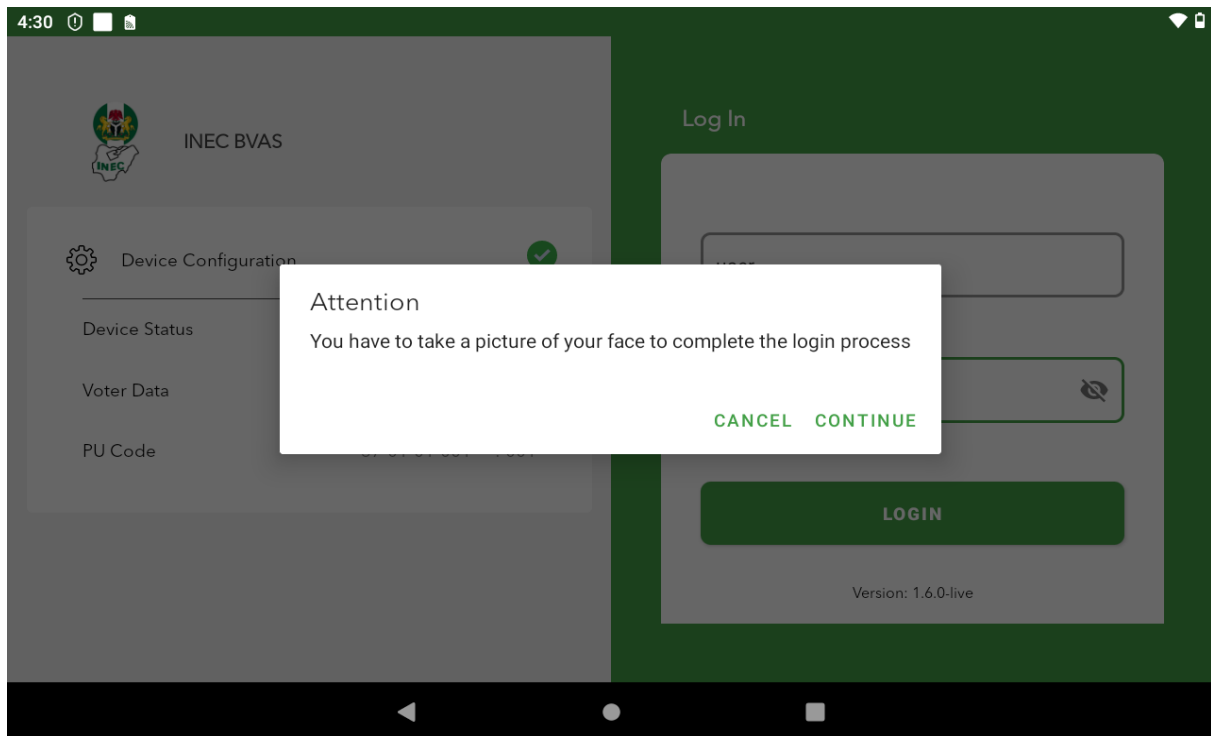 4:30
INEC
INEC BVAS
Device Configuration
Device Status
Voter Data
PU Code
Log In
Attention
You have to take a picture of your face to complete the login process
CANCEL CONTINUE
LOGIN
Version: 1.6.0-live